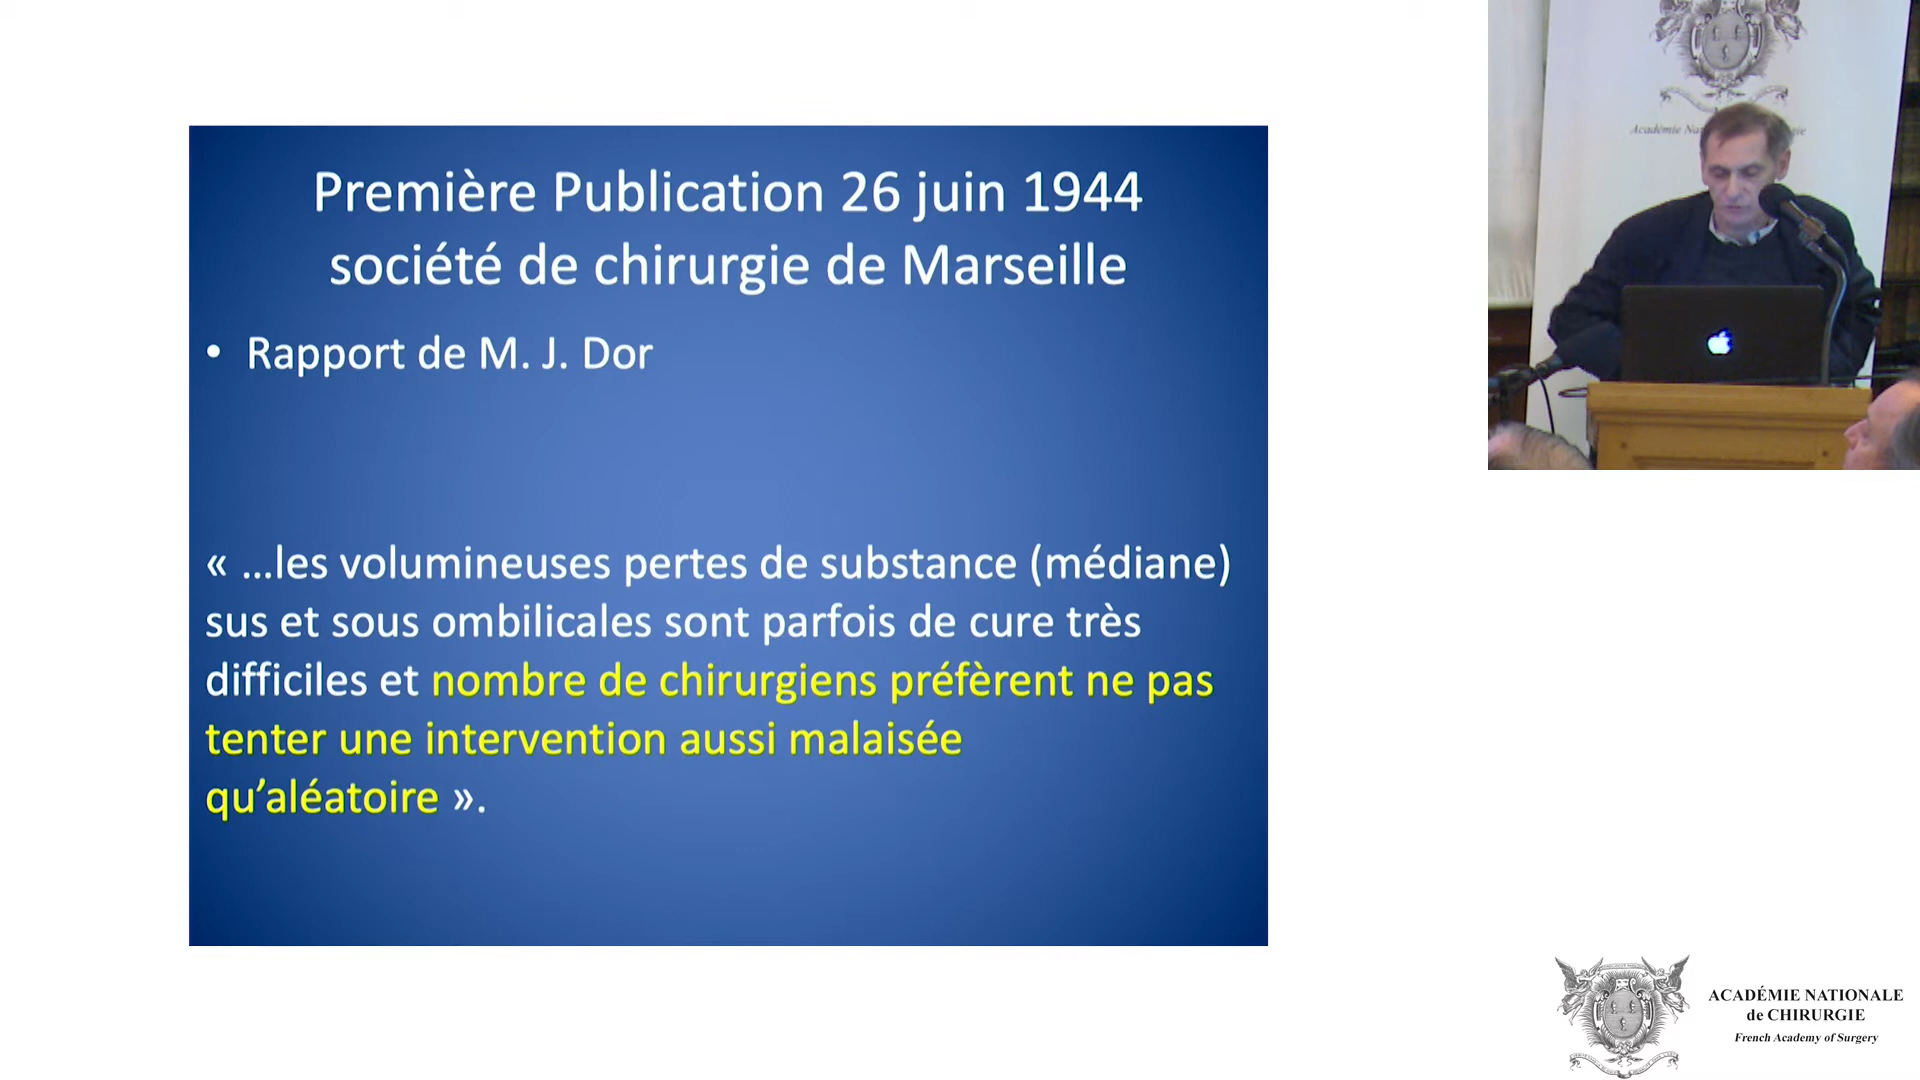 Première Publication 26 juin 1944
société de chirurgie de Marseille
• Rapport de M. J. Dor
« …les volumineuses pertes de substance (médiane)
sus et sous ombilicales sont parfois de cure très
difficiles et nombre de chirurgiens préfèrent ne pas
tenter une intervention aussi malaisée
qu’aléatoire ».
ACADÉMIE NATIONALE
de CHIRURGIE
French Academy of Surgery